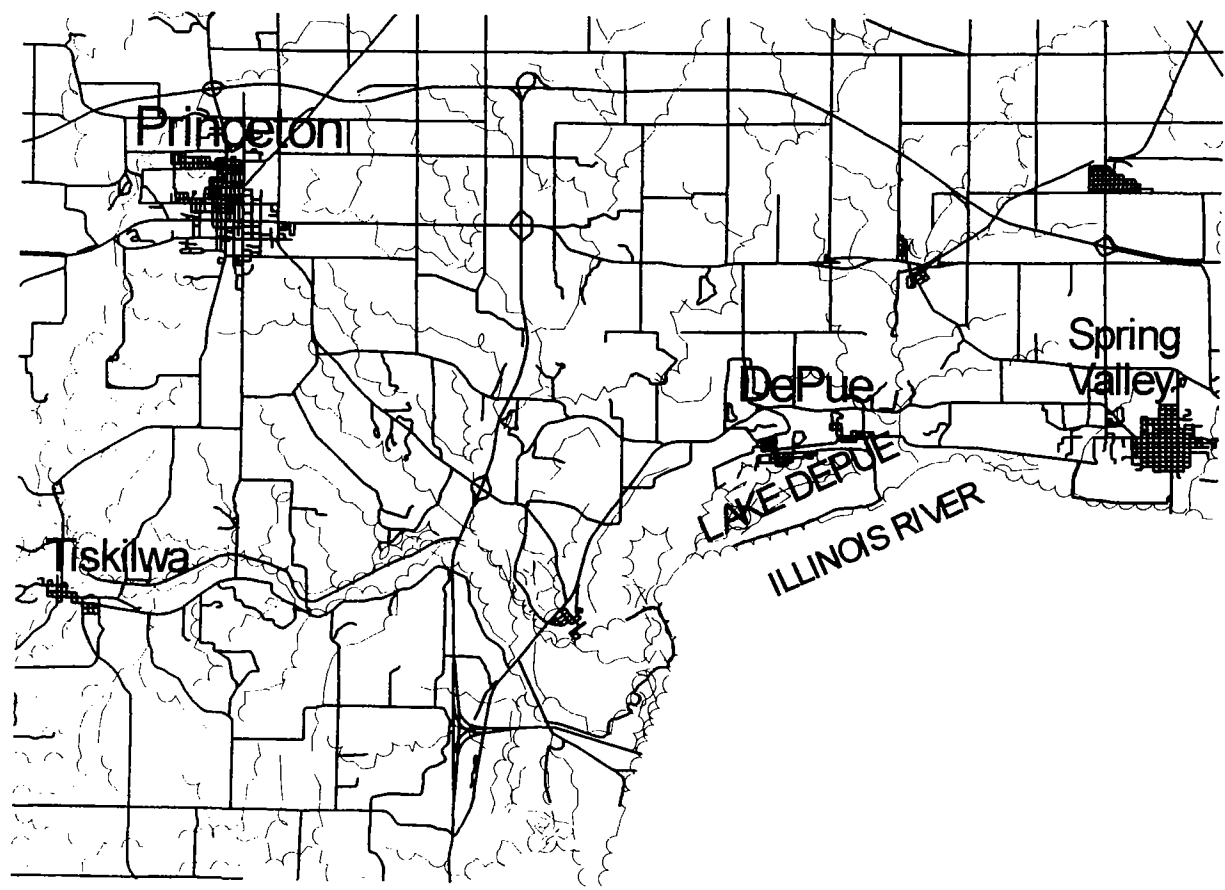 Princeton
Spring
Valley
DePue
LAKE DEPUE
ILLINOIS RIVER
Tiskilwa